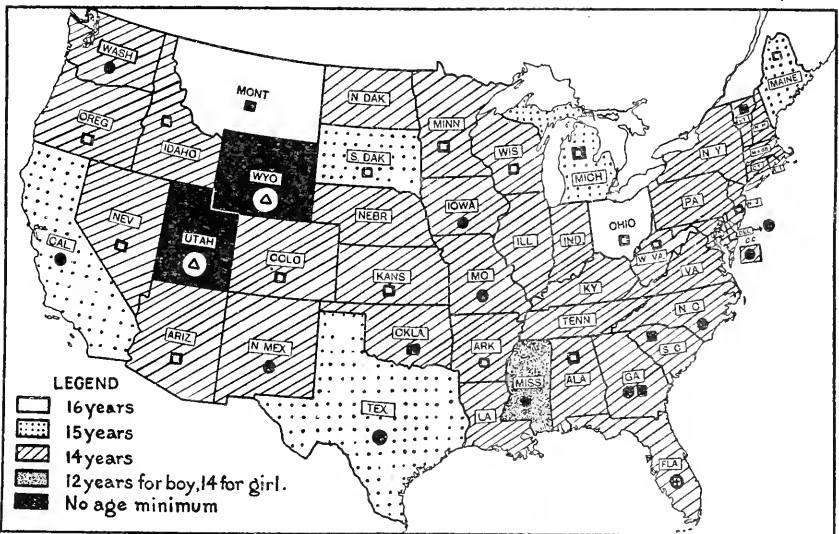 WASH
MONT
N. DAK
MINN
MAINE
OREG
IDAHO
WYO
S. DAK
WIS
MICH
N Y
NEV
UTAH
NEBR
IOWA
ILL
IND
OHIO
PA
N. J.
CAL
COLO
KANS
MO
KY
W. VA
VA
D C
ARIZ
N MEX
OKLA
ARK
TENN
N C
S C
TEX
LA
MISS
ALA
GA
FLA
LEGEND
16 years
15 years
14 years
12 years for boy, 14 for girl.
No age minimum